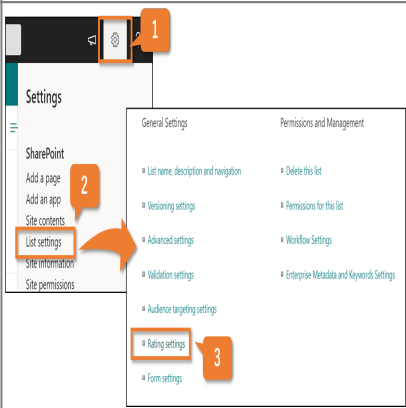 1
Settings
SharePoint
Add a page
2
Add an app
Site contents
List settings
Site information
Site permissions
General Settings
List name, description and navigation
Versioning settings
Advanced settings
Validation settings
Audience targeting settings
Rating settings
3
Form settings
Permissions and Management
Delete this list
Permissions for this list
Workflow Settings
Enterprise Metadata and Keywords Settings